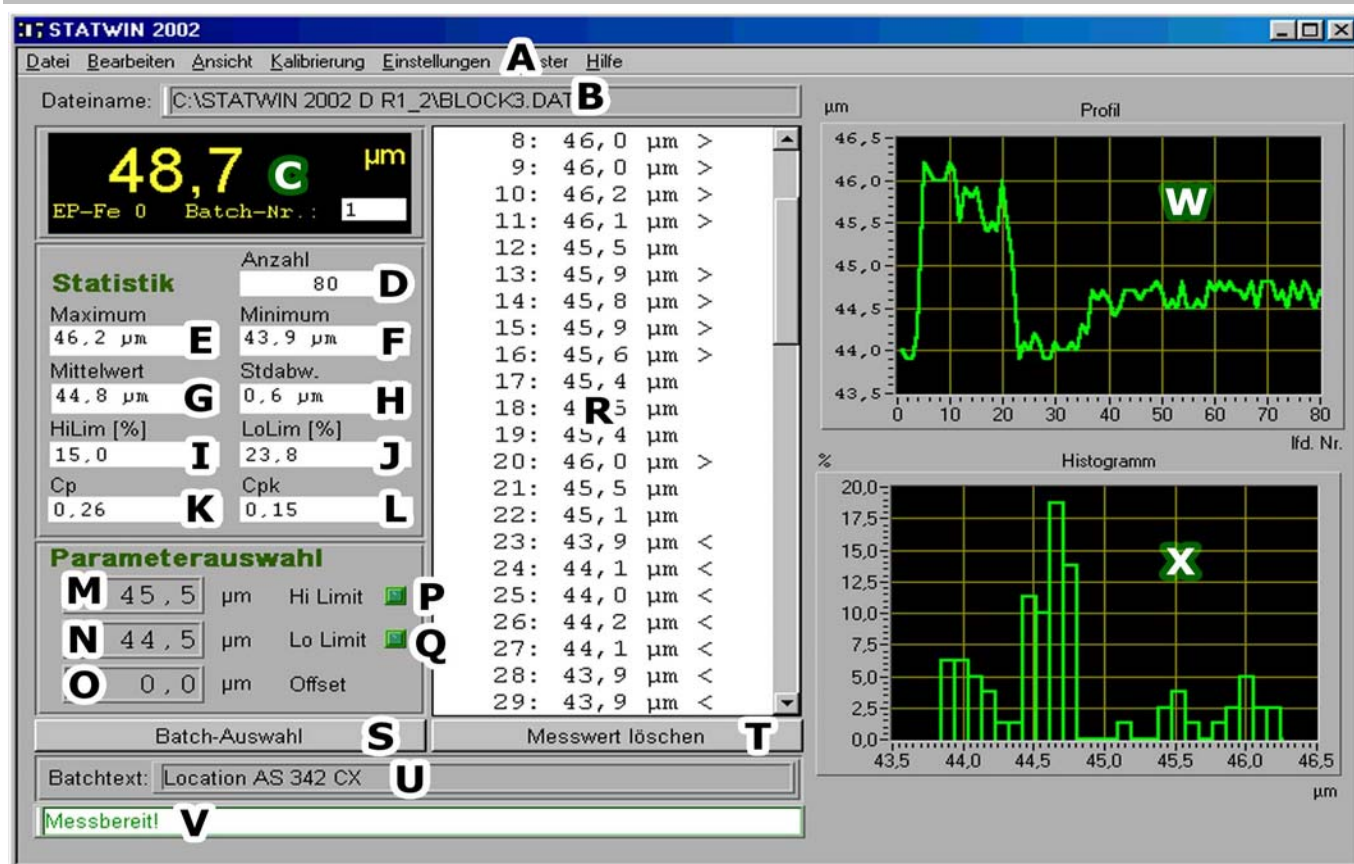 STATWIN 2002
Datei Bearbeiten Ansicht Kalibrierung Einstellungen A Hilfe
Dateiname: C:\STATWIN 2002 D R1_2\BLOCK3.DAT B
48,7 C µm
EP-Fe 0 Batch-Nr.: 1
Statistik
Anzahl
80 D
Maximum Minimum
46,2 µm E 43,9 µm F
Mittelwert Stdabw.
44,8 µm G 0,6 µm H
HiLim [%] LoLim [%]
15,0 I 23,8 J
Cp Cpk
0,26 K 0,15 L
Parameterauswahl
M 45,5 µm Hi Limit P
N 44,5 µm Lo Limit Q
O 0,0 µm Offset
8: 46,0 µm >
9: 46,0 µm >
10: 46,2 µm >
11: 46,1 µm >
12: 45,5 µm
13: 45,9 µm >
14: 45,8 µm >
15: 45,9 µm >
16: 45,6 µm >
17: 45,4 µm
18: R µm
19: 45,4 µm
20: 46,0 µm >
21: 45,5 µm
22: 45,1 µm
23: 43,9 µm <
24: 44,1 µm <
25: 44,0 µm <
26: 44,2 µm <
27: 44,1 µm <
28: 43,9 µm <
29: 43,9 µm <
Batch-Auswahl S Messwert löschen T
Batchtext: Location AS 342 CX U
Messbereit! V
µm Profil
46,5
46,0
45,5
45,0
44,5
44,0
43,5
W
0 10 20 30 40 50 60 70 80
lfd. Nr.
% Histogramm
20,0
17,5
15,0
12,5
10,0
7,5
5,0
2,5
0,0
X
43,5 44,0 44,5 45,0 45,5 46,0 46,5
µm